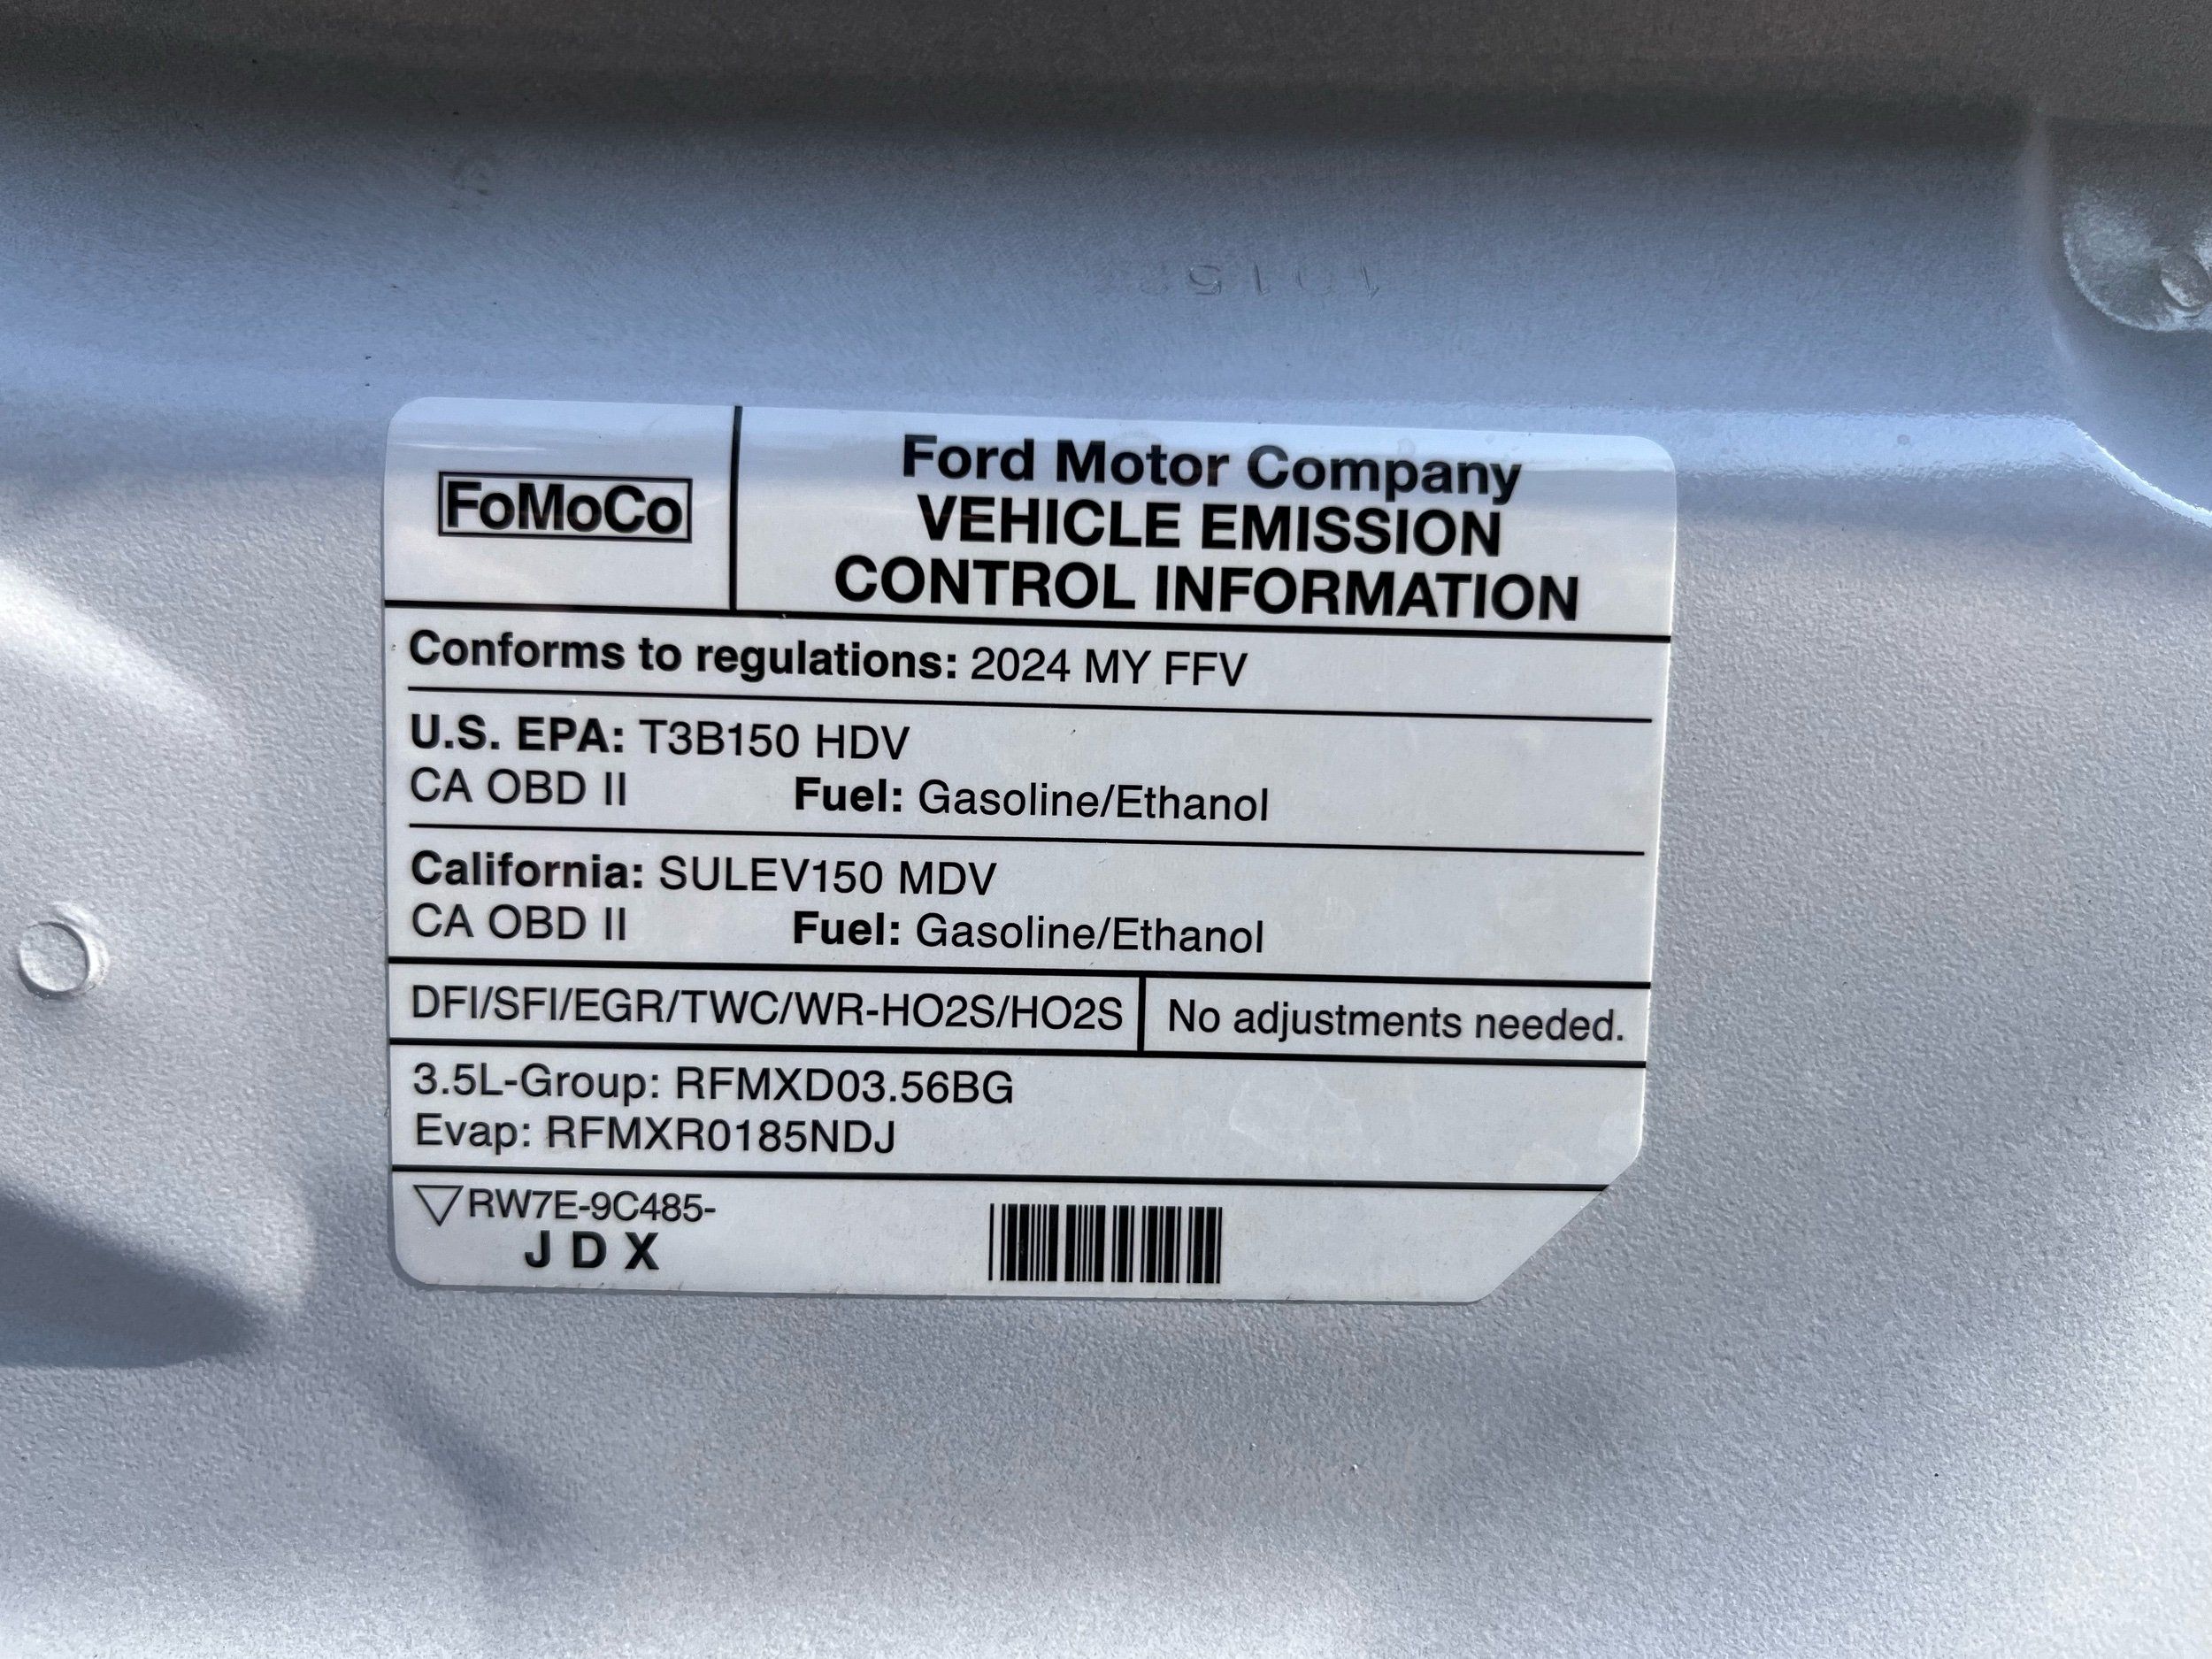 FoMoCo
Ford Motor Company
VEHICLE EMISSION
CONTROL INFORMATION
Conforms to regulations: 2024 MY FFV
U.S. EPA: T3B150 HDV
CA OBD II Fuel: Gasoline/Ethanol
California: SULEV150 MDV
CA OBD II Fuel: Gasoline/Ethanol
DFI/SFI/EGR/TWC/WR-HO2S/HO2S
No adjustments needed.
3.5L-Group: RFMXD03.56BG
Evap: RFMXR0185NDJ
RW7E-9C485-
J D X